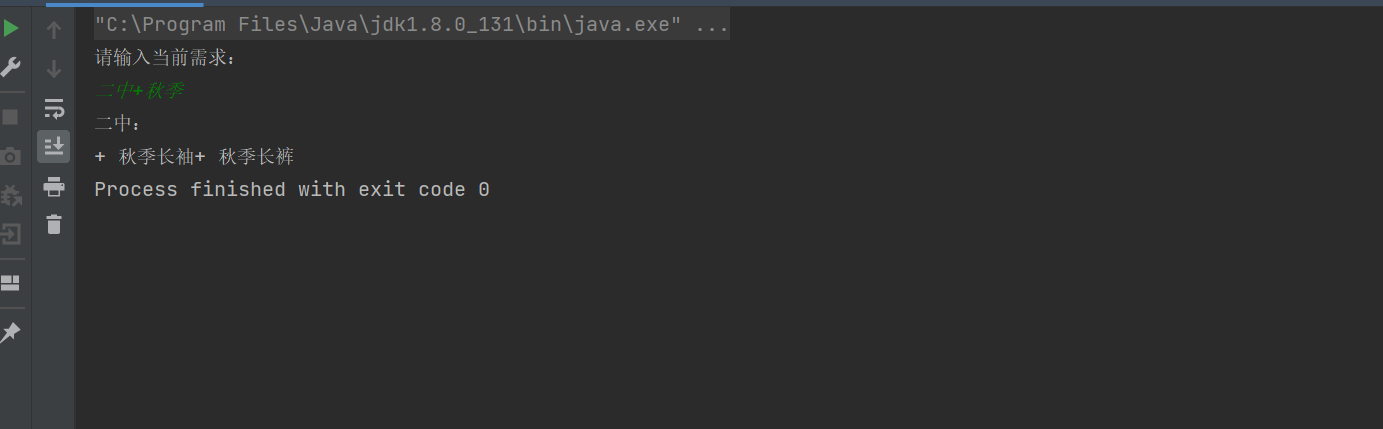 "C:\Program Files\Java\jdk1.8.0_131\bin\java.exe" ...
请输入当前需求：
二中+秋季
二中：
+ 秋季长袖+ 秋季长裤
Process finished with exit code 0